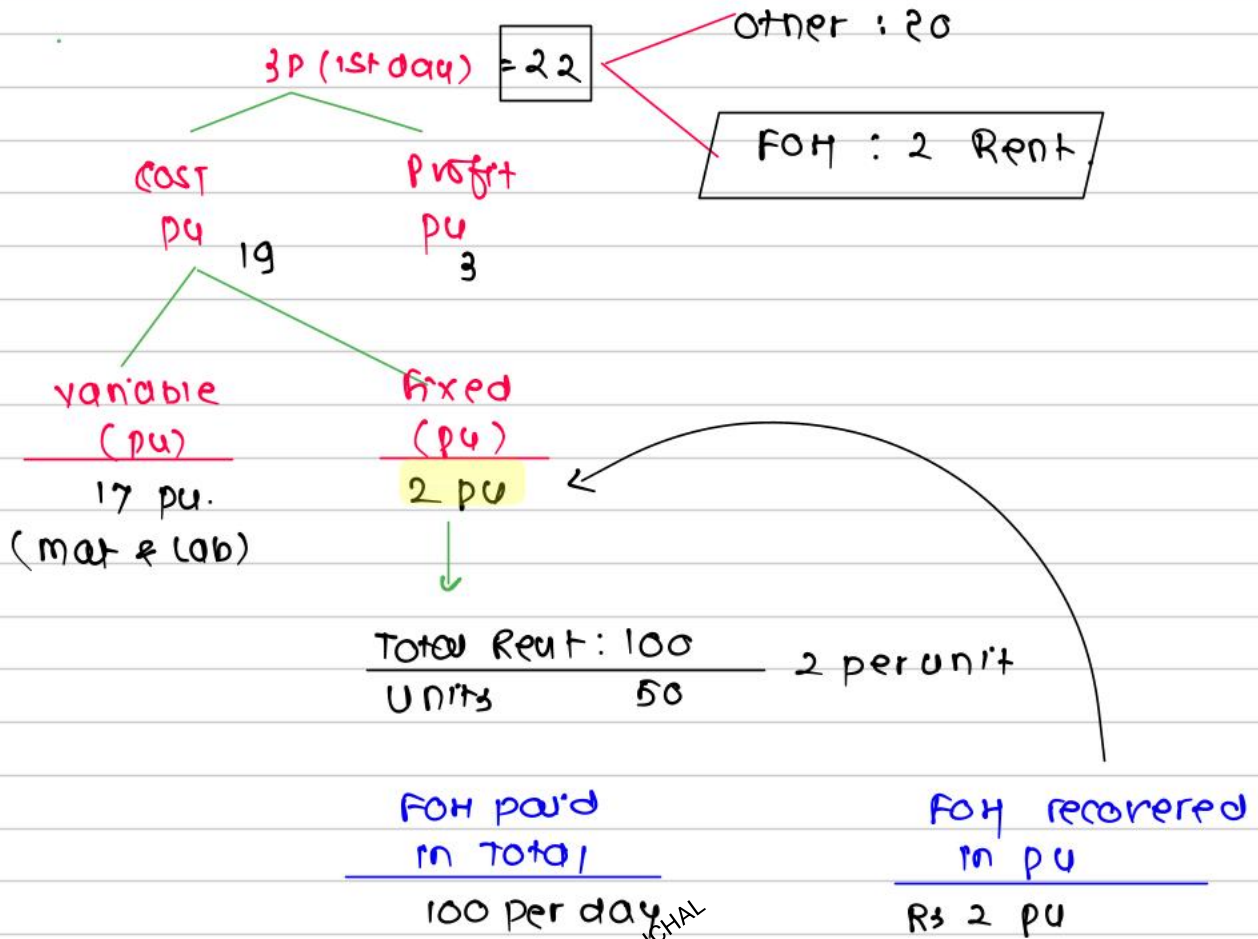 Other : 20
SP (1st day) = 22
FOH : 2 Rent
COST Profit
pu pu
19 3
variable fixed
(pu) (pu)
17 pu. 2 pu
(mat & lab)
Total Rent : 100
2 per unit
Units 50
FOH paid FOH recovered
in Total in pu
100 per day Rs 2 pu